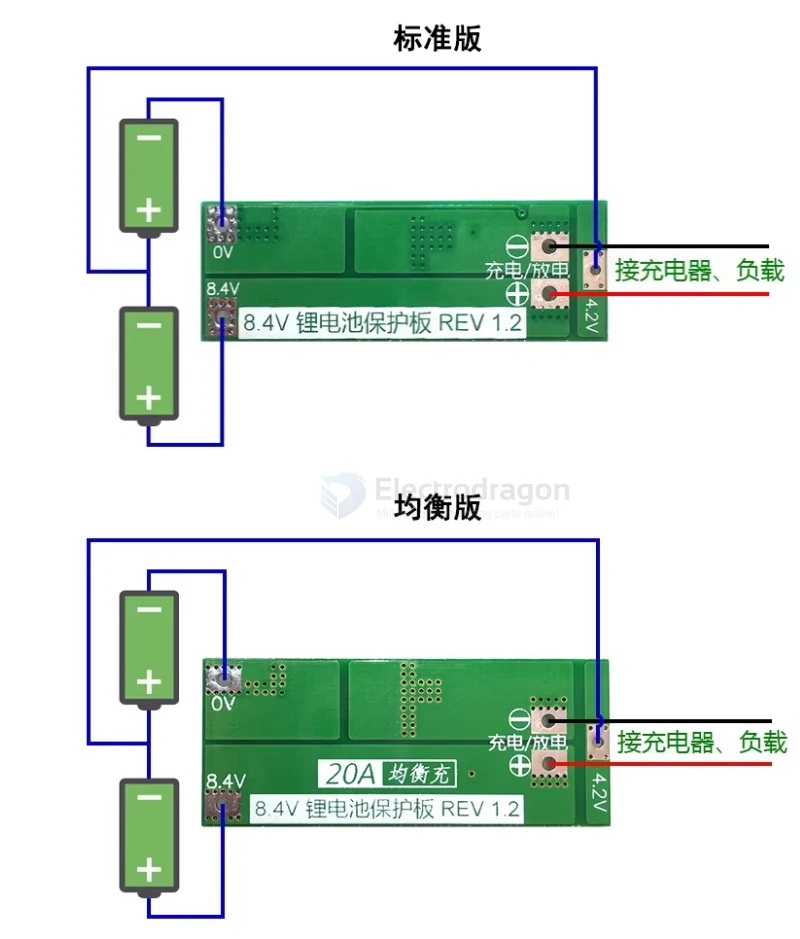 标准版
0V
充电/放电
接充电器、负载
8.4V
8.4V 锂电池保护板 REV 1.2
4.2V
Electrodragon
均衡版
0V
充电/放电
接充电器、负载
8.4V
20A 均衡充
8.4V 锂电池保护板 REV 1.2
4.2V